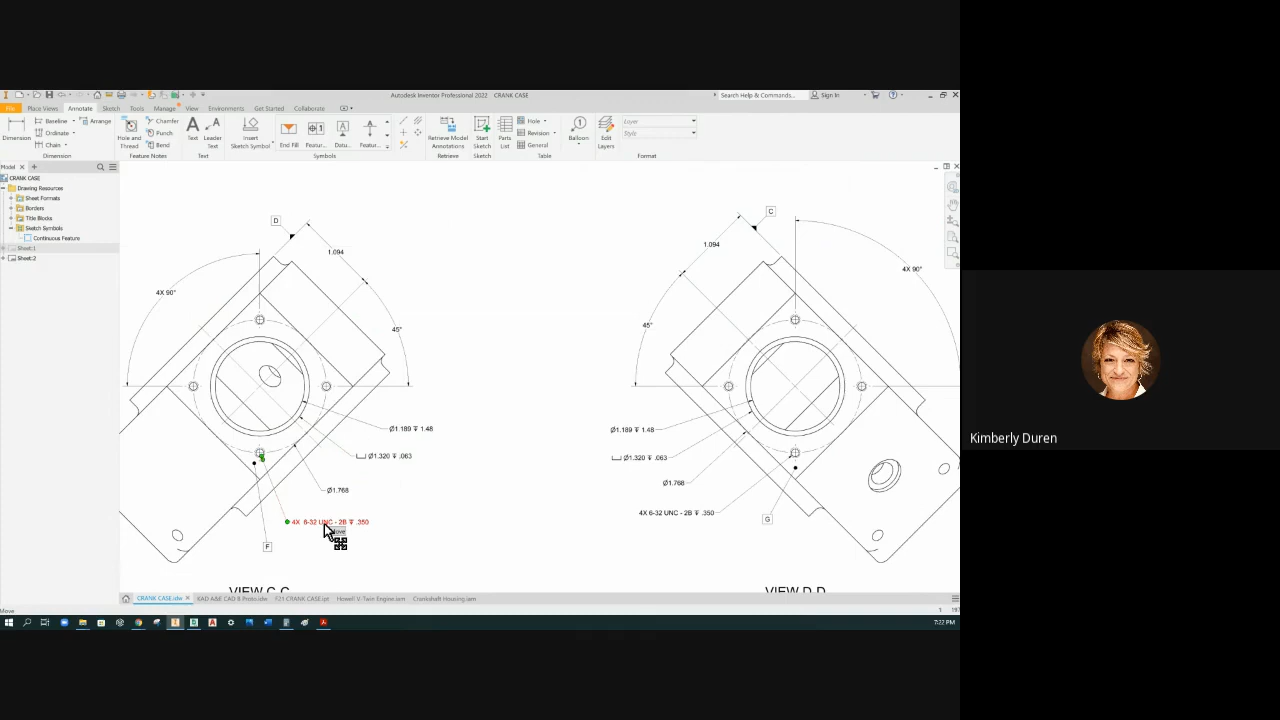 Autodesk Inventor Professional 2022 CRANK CASE
Search Help & Commands...
Sign In
File Place Views Annotate Sketch Tools Manage View Environments Get Started Collaborate
Dimension
Baseline
Ordinate
Chain
Arrange
Dimension
Hole and Thread
Chamfer
Punch
Bend
Feature Notes
Text
Leader Text
Text
Insert Sketch Symbol
End Fill
Featur...
Datu...
Featur...
Symbols
Retrieve Model Annotations
Retrieve
Start Sketch
Sketch
Parts List
Hole
Revision
General
Table
Balloon
Edit Layers
Layer
Style
Format
Model
CRANK CASE
Drawing Resources
Sheet Formats
Borders
Title Blocks
Sketch Symbols
Continuous Feature
Sheet:1
Sheet:2
D
1.094
4X 90°
45°
Ø1.189 ↧ 1.48
⌴ Ø1.320 ↧ .063
Ø1.768
4X 6-32 UNC - 2B ↧ .350
F
VIEW C-C
C
1.094
4X 90°
45°
Ø1.189 ↧ 1.48
⌴ Ø1.320 ↧ .063
Ø1.768
4X 6-32 UNC - 2B ↧ .350
G
VIEW D-D
Kimberly Duren
CRANK CASE.idw
KAD A&E CAD B Proto.idw
Howell V-Twin Engine.iam
Crankshaft Housing.iam
Move
1
7:22 PM